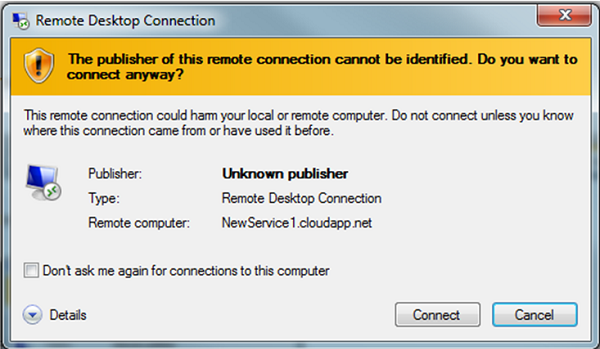 Remote Desktop Connection
The publisher of this remote connection cannot be identified. Do you want to
connect anyway?
This remote connection could harm your local or remote computer. Do not connect unless you know
where this connection came from or have used it before.
Publisher: Unknown publisher
Type: Remote Desktop Connection
Remote computer: NewService1.cloudapp.net
Don't ask me again for connections to this computer
Details Connect Cancel